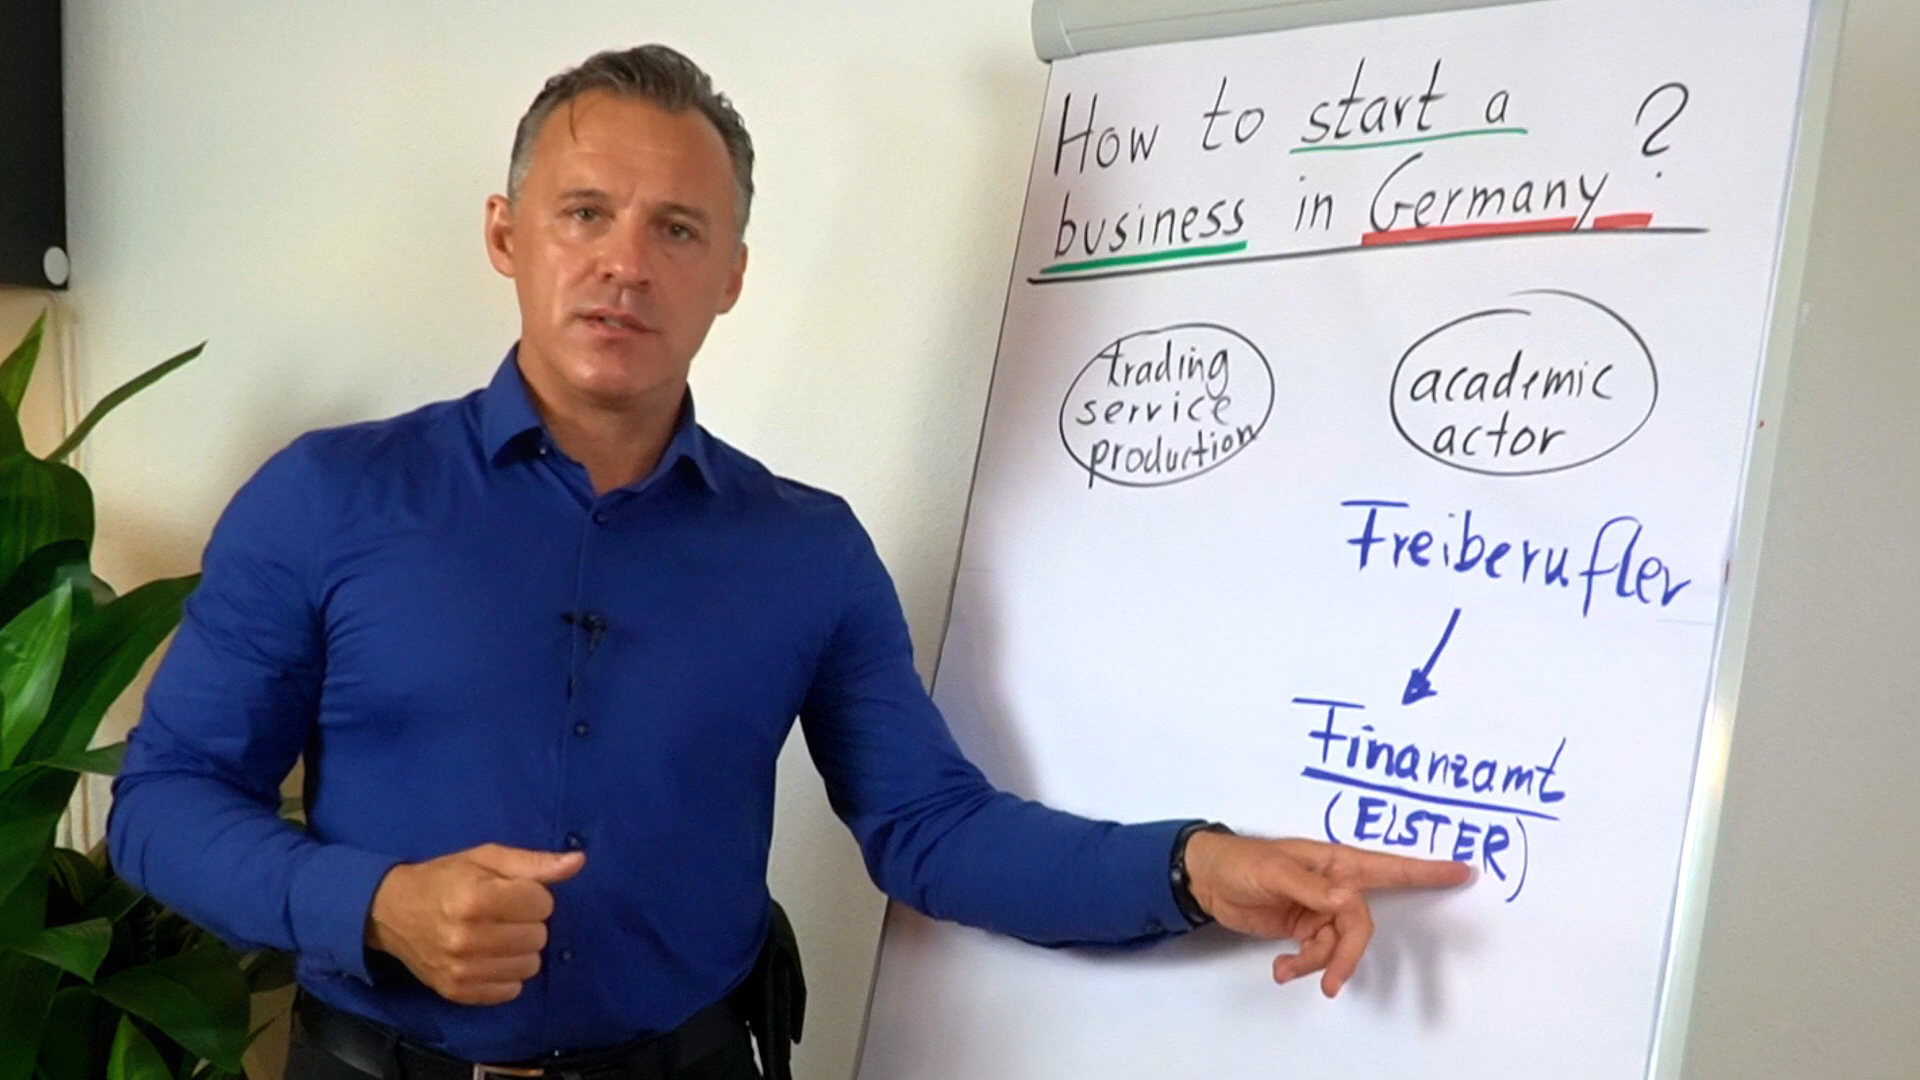 How to start a ?
business in Germany
trading
service
production
academic
actor
Freiberufler
Finanzamt
(ELSTER)